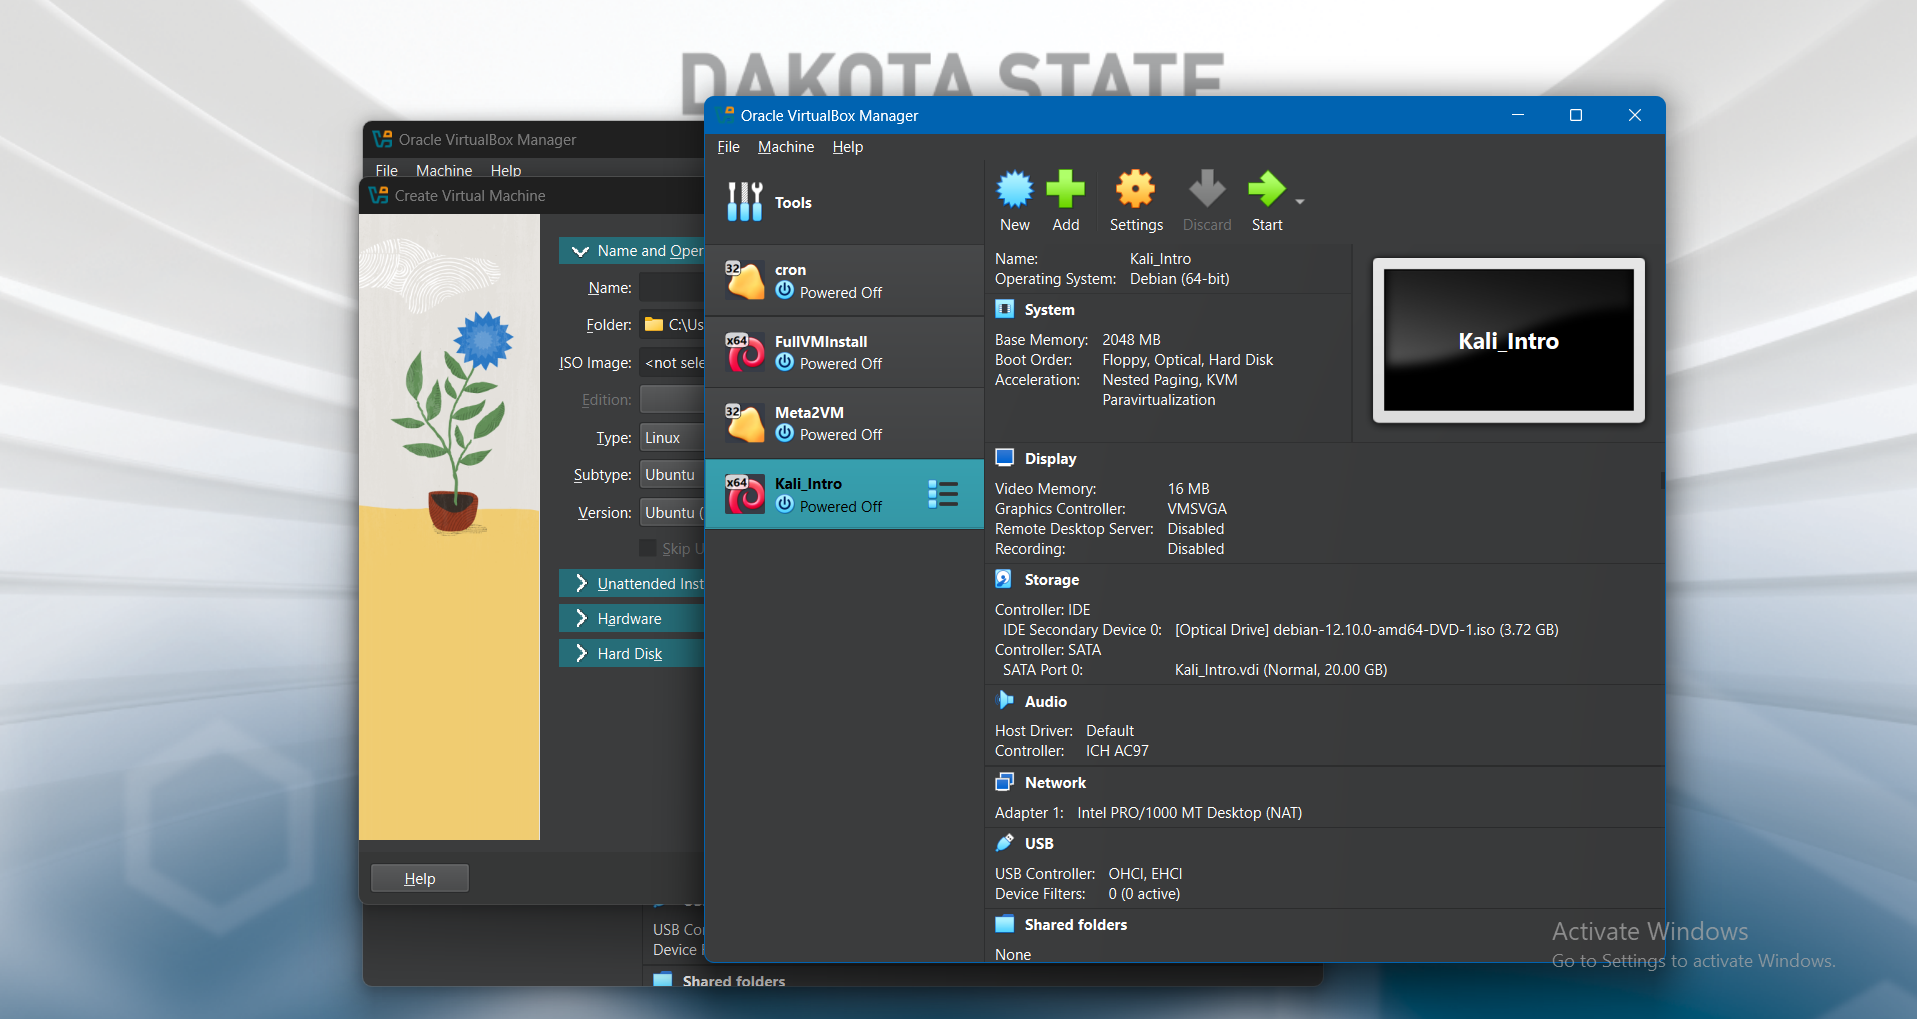 DAKOTA STATE
Oracle VirtualBox Manager
File Machine Help
Create Virtual Machine
Name and Oper
Name:
Folder: C:\Us
ISO Image: <not sele
Edition:
Type: Linux
Subtype: Ubuntu
Version: Ubuntu (
Skip U
Unattended Inst
Hardware
Hard Disk
Help
USB Co
Device F
Shared folders
Oracle VirtualBox Manager
File Machine Help
Tools
32 cron
Powered Off
x64 FullVMInstall
Powered Off
32 Meta2VM
Powered Off
x64 Kali_Intro
Powered Off
New Add Settings Discard Start
Name: Kali_Intro
Operating System: Debian (64-bit)
System
Base Memory: 2048 MB
Boot Order: Floppy, Optical, Hard Disk
Acceleration: Nested Paging, KVM
Paravirtualization
Kali_Intro
Display
Video Memory: 16 MB
Graphics Controller: VMSVGA
Remote Desktop Server: Disabled
Recording: Disabled
Storage
Controller: IDE
IDE Secondary Device 0: [Optical Drive] debian-12.10.0-amd64-DVD-1.iso (3.72 GB)
Controller: SATA
SATA Port 0: Kali_Intro.vdi (Normal, 20.00 GB)
Audio
Host Driver: Default
Controller: ICH AC97
Network
Adapter 1: Intel PRO/1000 MT Desktop (NAT)
USB
USB Controller: OHCI, EHCI
Device Filters: 0 (0 active)
Shared folders
None
Activate Windows
Go to Settings to activate Windows.